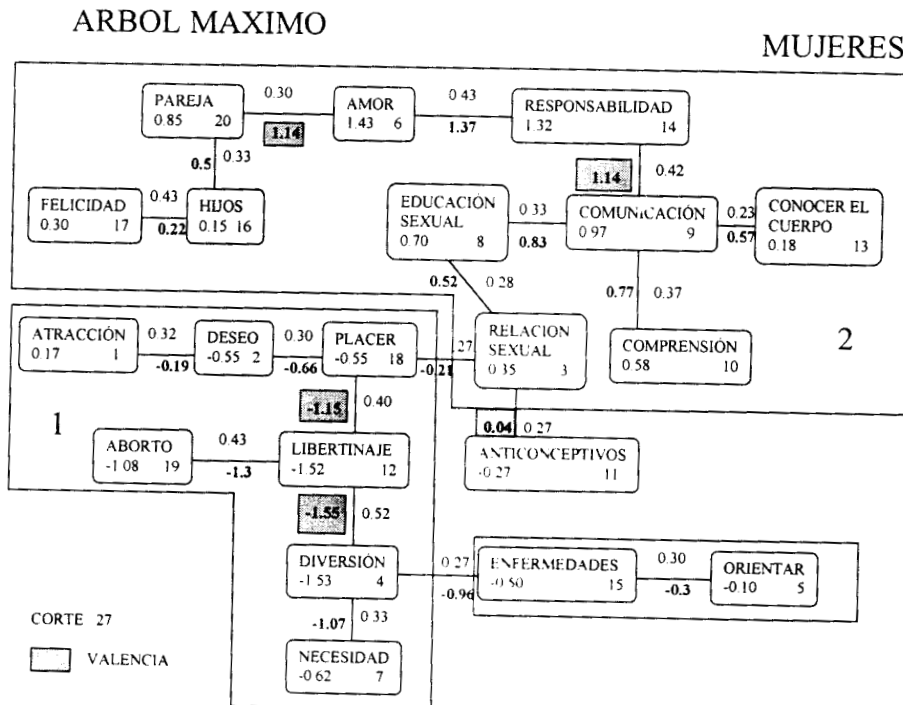 ARBOL MAXIMO
MUJERES
PAREJA
0.85 20
0.30
1.14
AMOR
1.43 6
0.43
1.37
RESPONSABILIDAD
1.32 14
0.5 0.33
1.14 0.42
FELICIDAD
0.30 17
0.43
0.22
HIJOS
0.15 16
EDUCACIÓN
SEXUAL
0.70 8
0.33
0.83
COMUNICACIÓN
0.97 9
0.23
0.57
CONOCER EL
CUERPO
0.18 13
0.52 0.28
0.77 0.37
ATRACCIÓN
0.17 1
0.32
-0.19
DESEO
-0.55 2
0.30
-0.66
PLACER
-0.55 18
27
-0.21
RELACION
SEXUAL
0.35 3
COMPRENSIÓN
0.58 10
2
1
-1.15 0.40
0.04 0.27
ABORTO
-1.08 19
0.43
-1.3
LIBERTINAJE
-1.52 12
ANTICONCEPTIVOS
-0.27 11
-1.55 0.52
DIVERSIÓN
-1.53 4
0.27
-0.96
ENFERMEDADES
-0.50 15
0.30
-0.3
ORIENTAR
-0.10 5
-1.07 0.33
CORTE 27
VALENCIA
NECESIDAD
-0.62 7